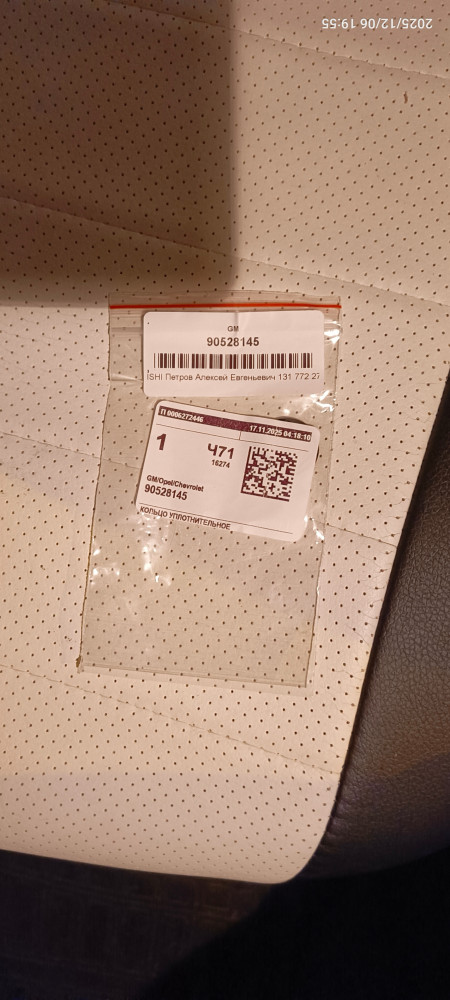 2025/12/06 19:55
GM
90528145
ISHI Петров Алексей Евгеньевич 131 772 27
П 0006272446 17.11.2025 04:18:10
1 Ч71
16274
GM/Opel/Chevrolet
90528145
КОЛЬЦО УПЛОТНИТЕЛЬНОЕ